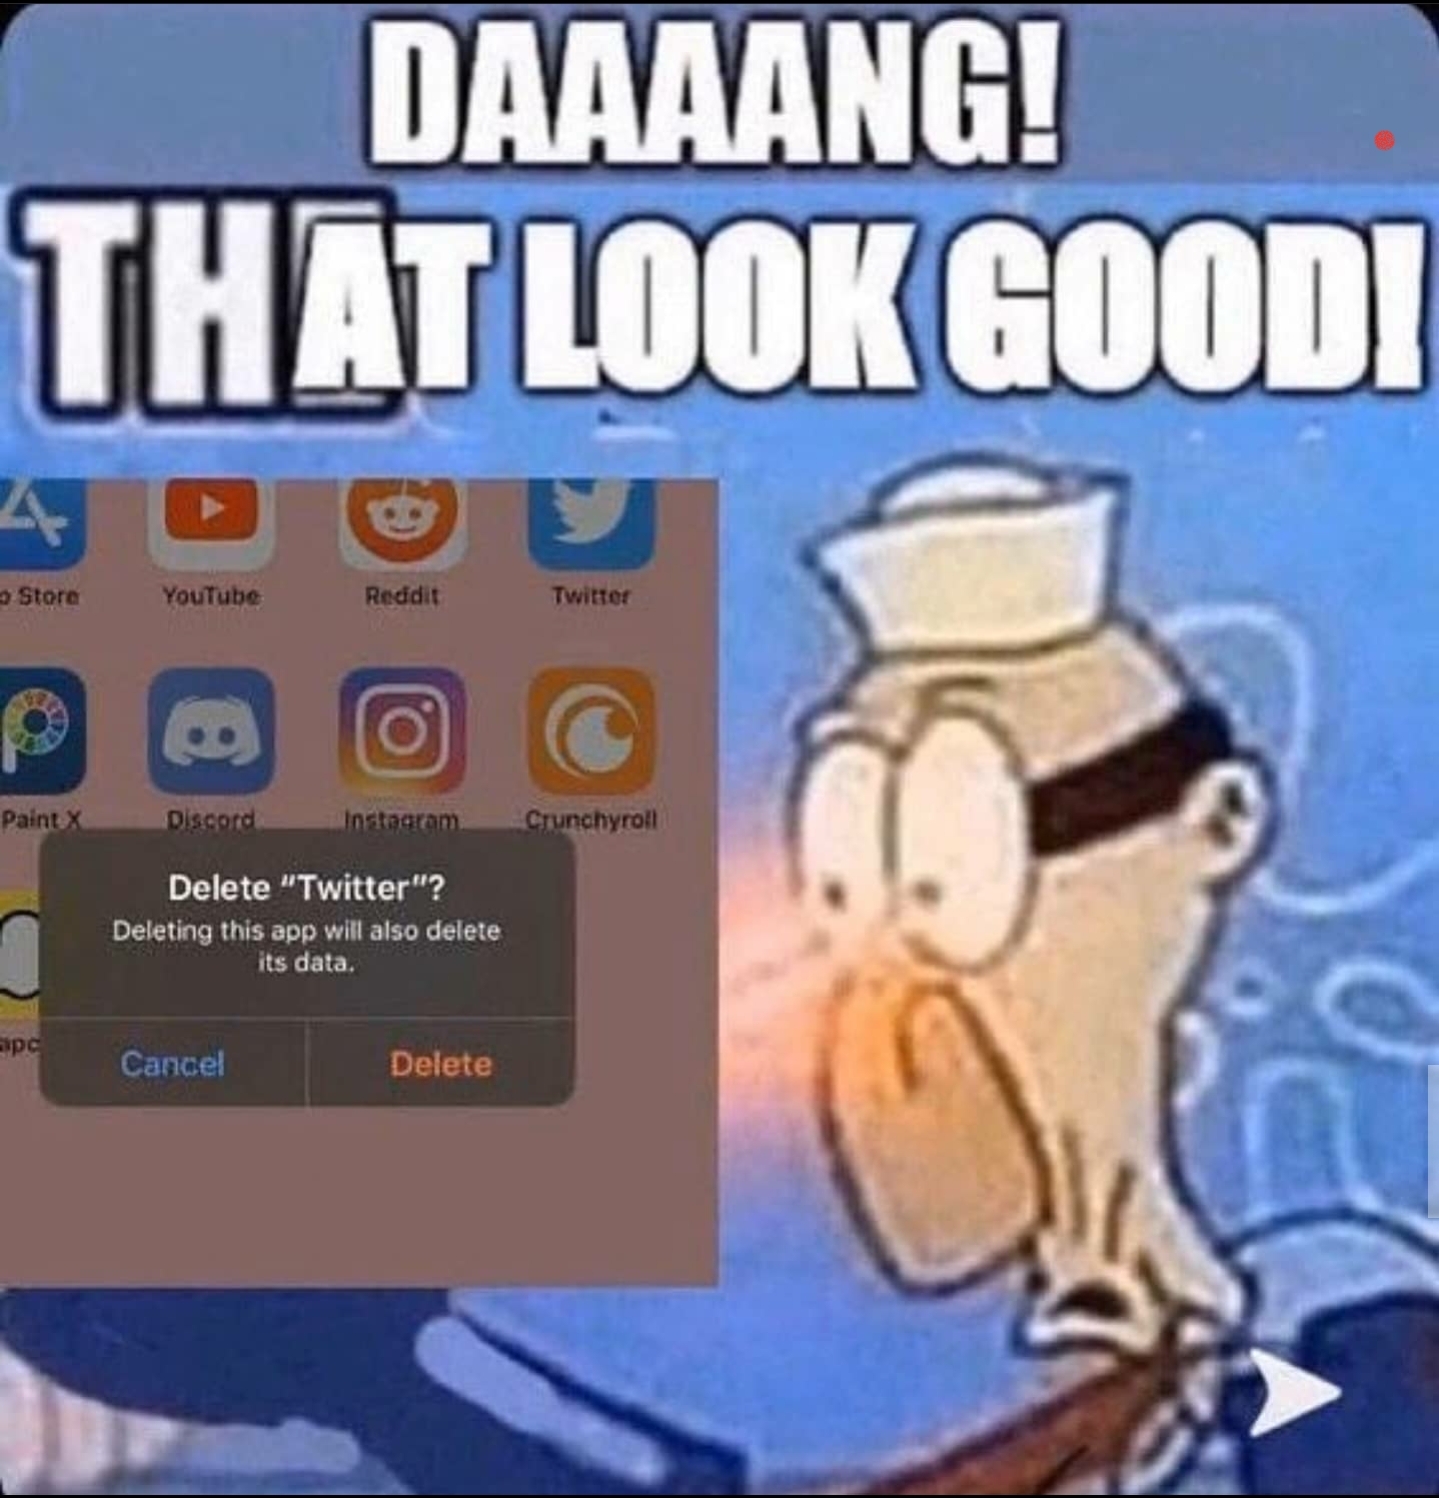 DAAAANG!
THAT LOOK GOOD!
p Store YouTube Reddit Twitter
Paint X Discord Instagram Crunchyroll
Delete "Twitter"?
Deleting this app will also delete
its data.
apc
Cancel Delete